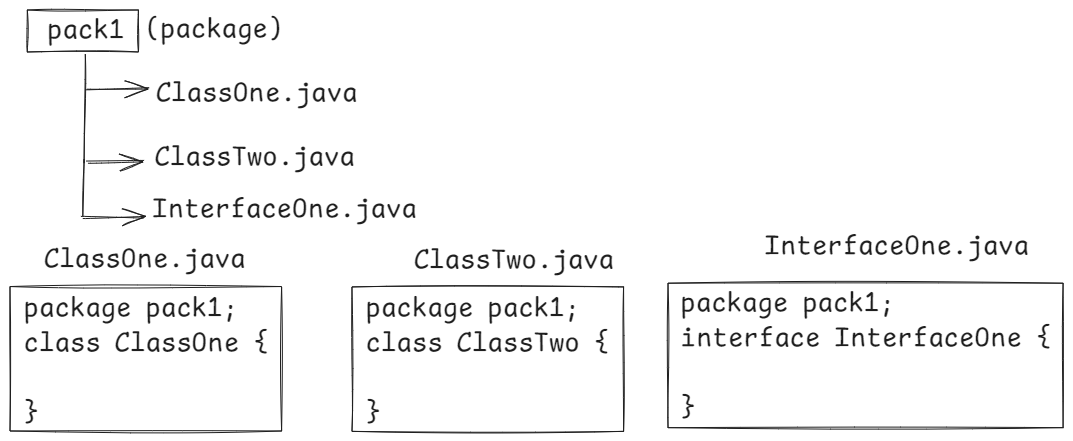 pack1 (package)
ClassOne.java
ClassTwo.java
InterfaceOne.java
ClassOne.java
package pack1;
class ClassOne {
}
ClassTwo.java
package pack1;
class ClassTwo {
}
InterfaceOne.java
package pack1;
interface InterfaceOne {
}